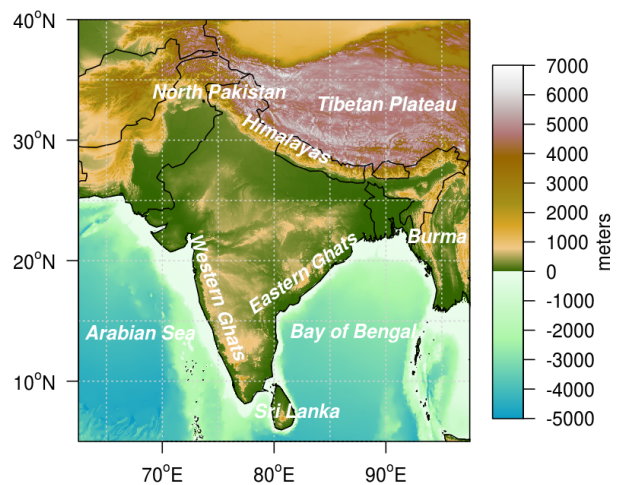 40°N
30°N
20°N
10°N
70°E
80°E
90°E
North Pakistan
Tibetan Plateau
Himalayas
Burma
Western Ghats
Eastern Ghats
Arabian Sea
Bay of Bengal
Sri Lanka
7000
6000
5000
4000
3000
2000
1000
0
-1000
-2000
-3000
-4000
-5000
meters